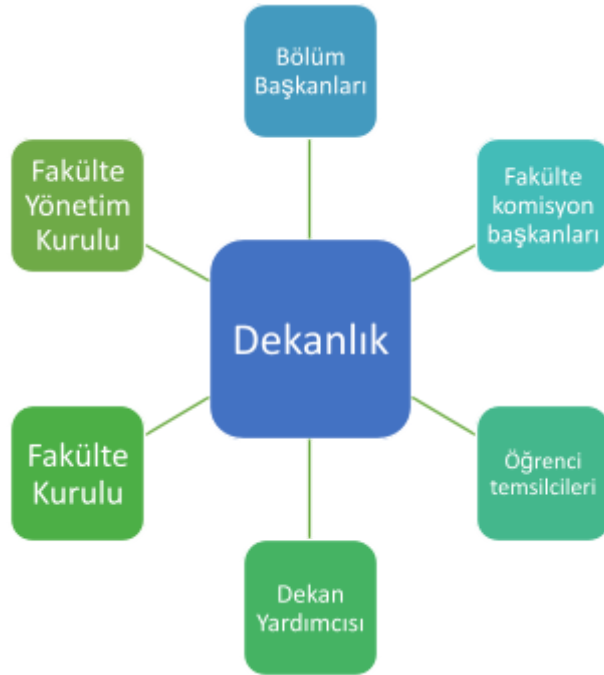 Bölüm
Başkanları
Fakülte
Yönetim
Kurulu
Fakülte
komisyon
başkanları
Dekanlık
Fakülte
Kurulu
Öğrenci
temsilcileri
Dekan
Yardımcısı